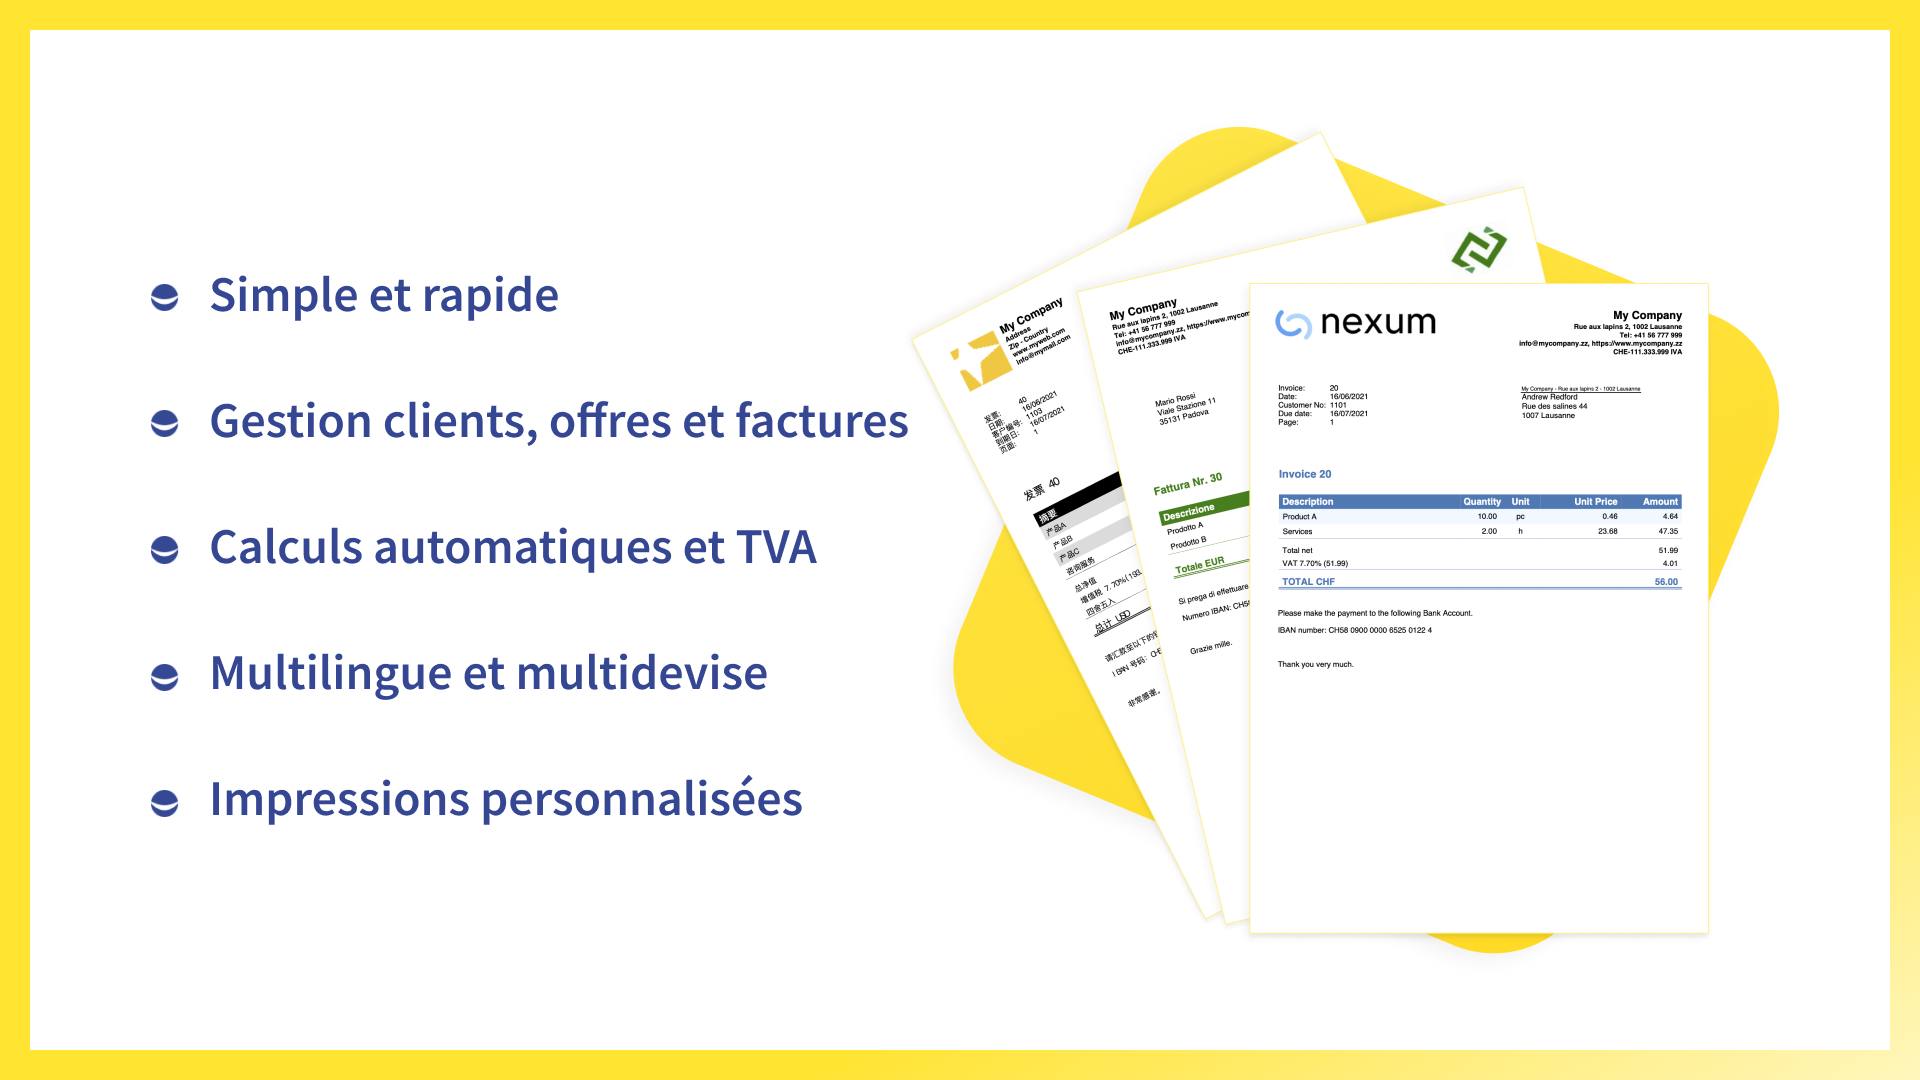 Simple et rapide
Gestion clients, offres et factures
Calculs automatiques et TVA
Multilingue et multidevise
Impressions personnalisées
My Company
Address
Zip - Country
www.myweb.com
info@mymail.com
发票: 40
日期: 16/06/2021
客户编号: 1103
到期日: 16/07/2021
页面: 1
发票 40
摘要
产品A
产品B
产品C
咨询服务
总净值
增值税 7.70%(193.
四舍五入
总计 USD
请汇款至以下的
IBAN 号码:
非常感谢。
My Company
Rue aux lapins 2, 1002 Lausanne
Tel: +41 56 777 999
info@mycompany.zz, https://www.mycom
CHE-111.333.999 IVA
Mario Rossi
Viale Stazione 11
35131 Padova
Fattura Nr. 30
Descrizione
Prodotto A
Prodotto B
Totale EUR
Si prega di effettuare
Numero IBAN: CH58
Grazie mille.
nexum
My Company
Rue aux lapins 2, 1002 Lausanne
Tel: +41 56 777 999
info@mycompany.zz, https://www.mycompany.zz
CHE-111.333.999 IVA
Invoice: 20
Date: 16/06/2021
Customer No: 1101
Due date: 16/07/2021
Page: 1
My Company - Rue aux lapins 2 - 1002 Lausanne
Andrew Redford
Rue des salines 44
1007 Lausanne
Invoice 20
Description Quantity Unit Unit Price Amount
Product A 10.00 pc 0.46 4.64
Services 2.00 h 23.68 47.35
Total net 51.99
VAT 7.70% (51.99) 4.01
TOTAL CHF 56.00
Please make the payment to the following Bank Account.
IBAN number: CH58 0900 0000 6525 0122 4
Thank you very much.